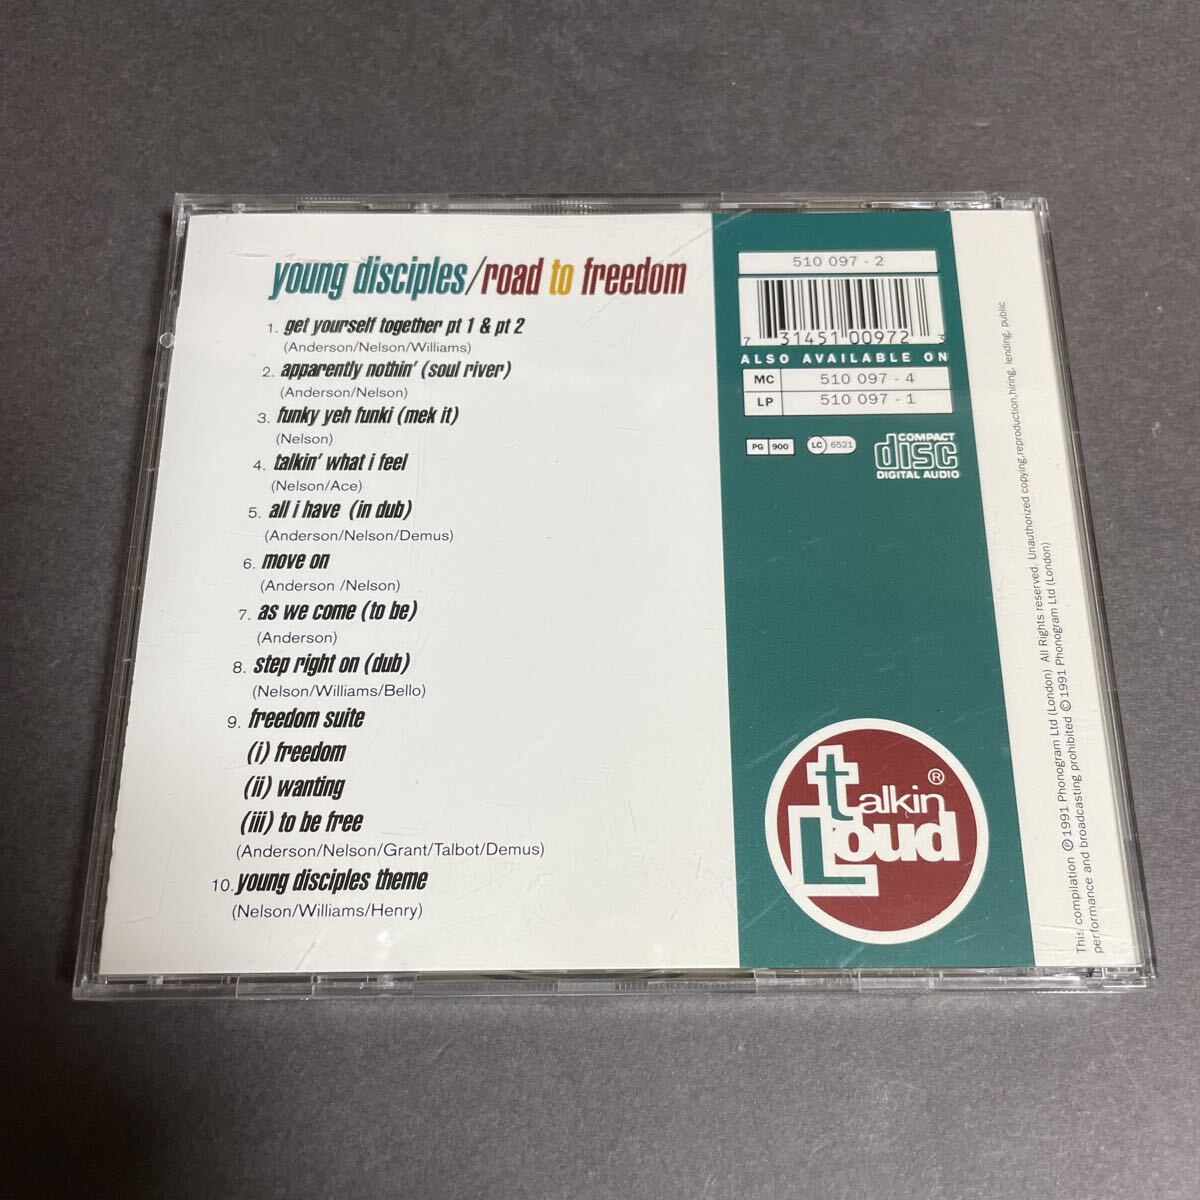 young disciples/road to freedom
1. get yourself together pt 1 & pt 2
(Anderson/Nelson/Williams)
2. apparently nothin' (soul river)
(Anderson/Nelson)
3. funky yeh funki (mek it)
(Nelson)
4. talkin' what i feel
(Nelson/Ace)
5. all i have (in dub)
(Anderson/Nelson/Demus)
6. move on
(Anderson /Nelson)
7. as we come (to be)
(Anderson)
8. step right on (dub)
(Nelson/Williams/Bello)
9. freedom suite
(i) freedom
(ii) wanting
(iii) to be free
(Anderson/Nelson/Grant/Talbot/Demus)
10. young disciples theme
(Nelson/Williams/Henry)
510 097 - 2
7 31451 00972 3
ALSO AVAILABLE ON
MC 510 097 - 4
LP 510 097 - 1
PG 900 LC 6521
COMPACT
disc
DIGITAL AUDIO
talkin ®
Loud
This compilation ℗ 1991 Phonogram Ltd (London) All Rights reserved. Unauthorized copying,reproduction,hiring, lending, public
performance and broadcasting prohibited © 1991 Phonogram Ltd (London)